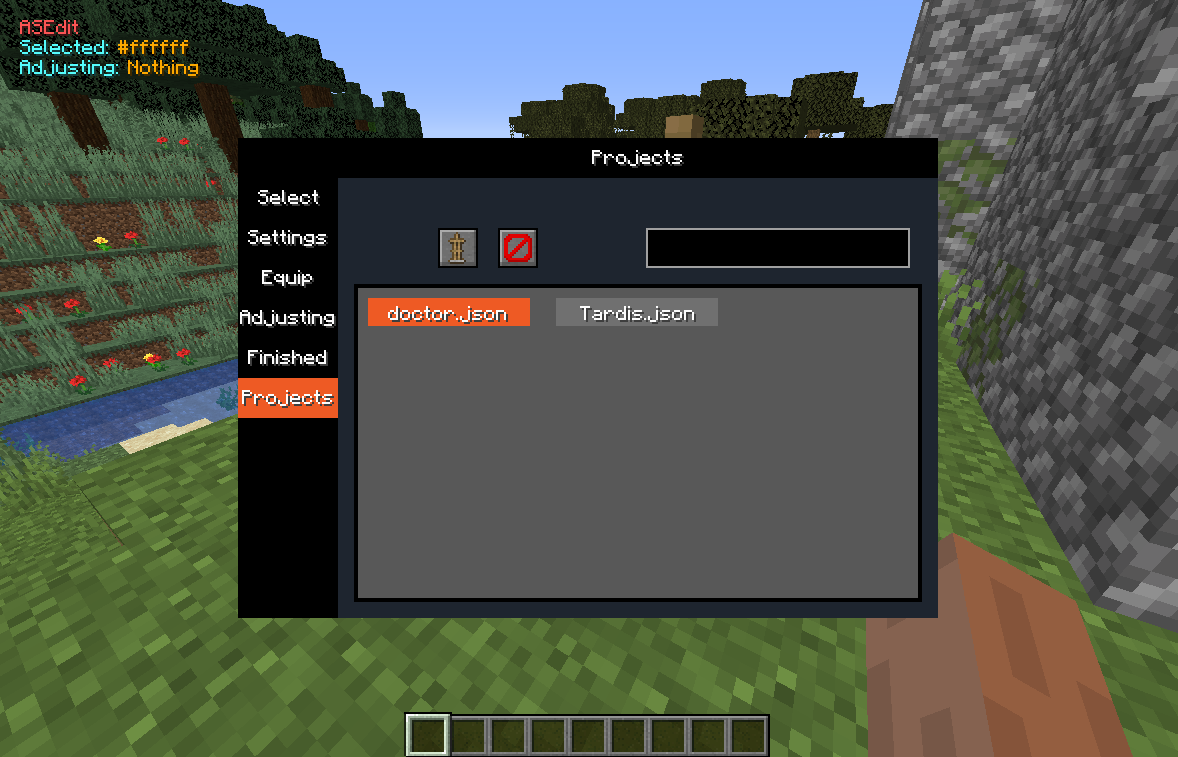 ASEdit
Selected: #ffffff
Adjusting: Nothing
Projects
Select
Settings
Equip
Adjusting
Finished
Projects
doctor.json
Tardis.json